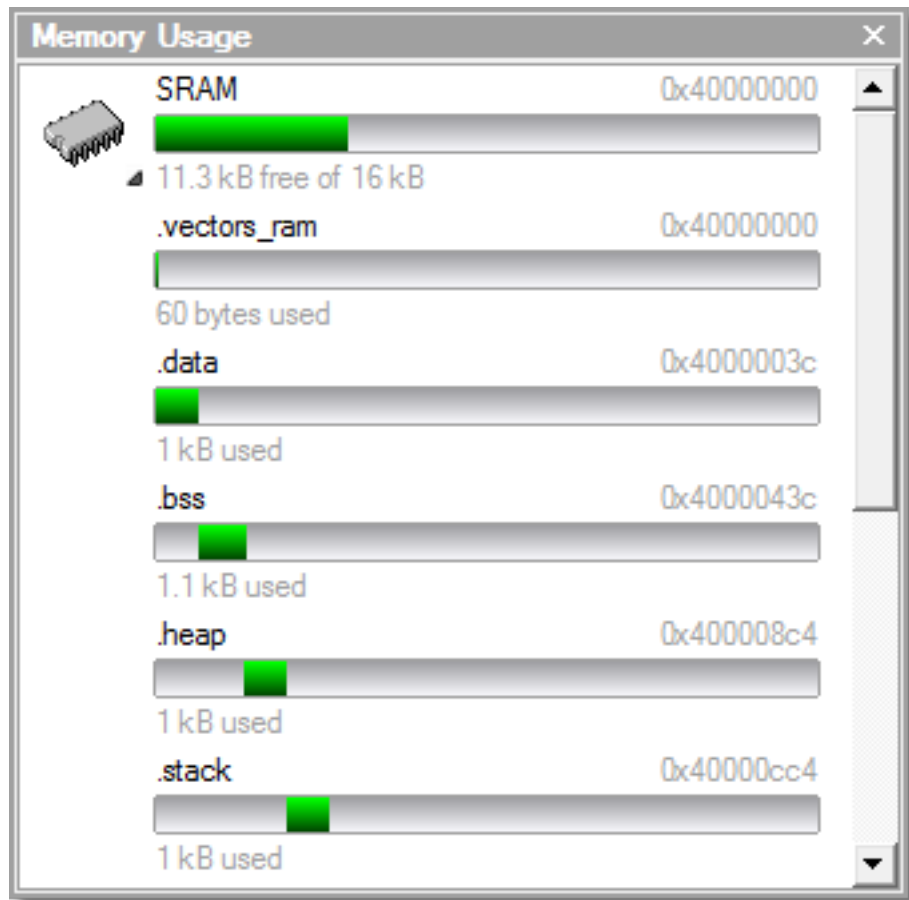 Memory Usage
SRAM 0x40000000
11.3 kB free of 16 kB
.vectors_ram 0x40000000
60 bytes used
.data 0x4000003c
1 kB used
.bss 0x4000043c
1.1 kB used
.heap 0x400008c4
1 kB used
.stack 0x40000cc4
1 kB used